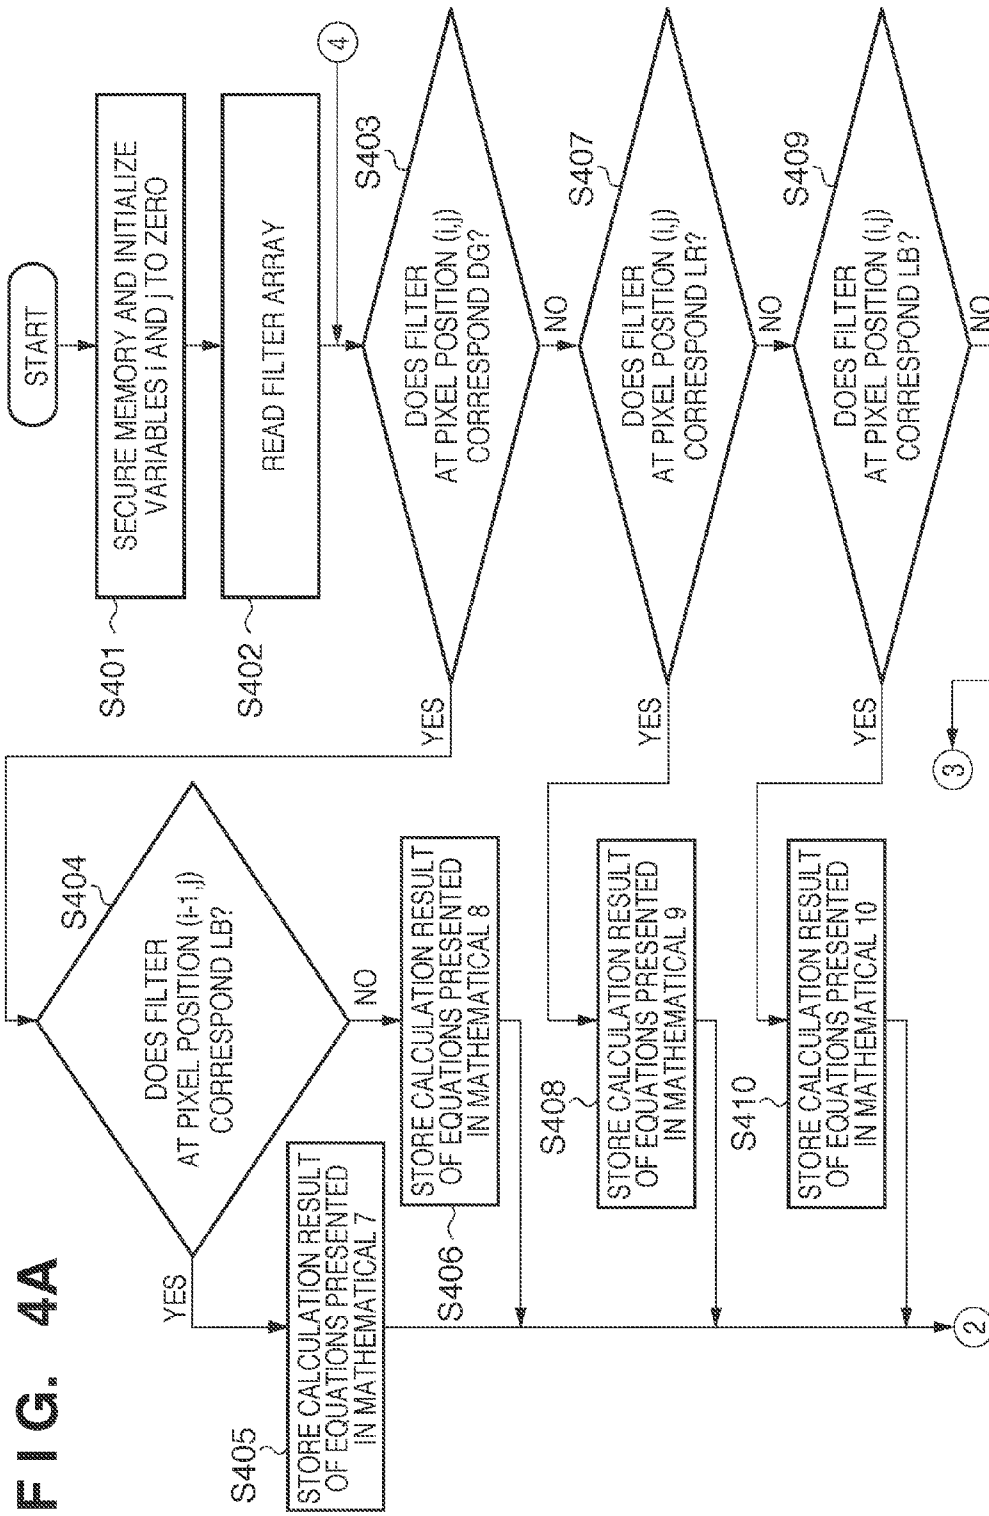 FIG. 4A
START
SECURE MEMORY AND INITIALIZE
VARIABLES i AND j TO ZERO
S401
READ FILTER ARRAY
S402
4
DOES FILTER
AT PIXEL POSITION (i,j)
CORRESPOND DG?
S403
YES
NO
DOES FILTER
AT PIXEL POSITION (i-1,j)
CORRESPOND LB?
S404
YES
NO
STORE CALCULATION RESULT
OF EQUATIONS PRESENTED
IN MATHEMATICAL 7
S405
STORE CALCULATION RESULT
OF EQUATIONS PRESENTED
IN MATHEMATICAL 8
S406
DOES FILTER
AT PIXEL POSITION (i,j)
CORRESPOND LR?
S407
YES
NO
STORE CALCULATION RESULT
OF EQUATIONS PRESENTED
IN MATHEMATICAL 9
S408
DOES FILTER
AT PIXEL POSITION (i,j)
CORRESPOND LB?
S409
YES
NO
STORE CALCULATION RESULT
OF EQUATIONS PRESENTED
IN MATHEMATICAL 10
S410
2
3